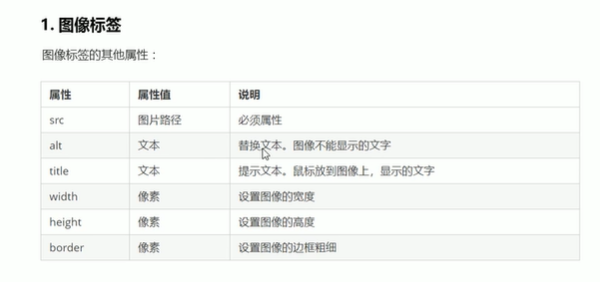 1. 图像标签
图像标签的其他属性：
属性 属性值 说明
src 图片路径 必须属性
alt 文本 替换文本。图像不能显示的文字
title 文本 提示文本。鼠标放到图像上，显示的文字
width 像素 设置图像的宽度
height 像素 设置图像的高度
border 像素 设置图像的边框粗细